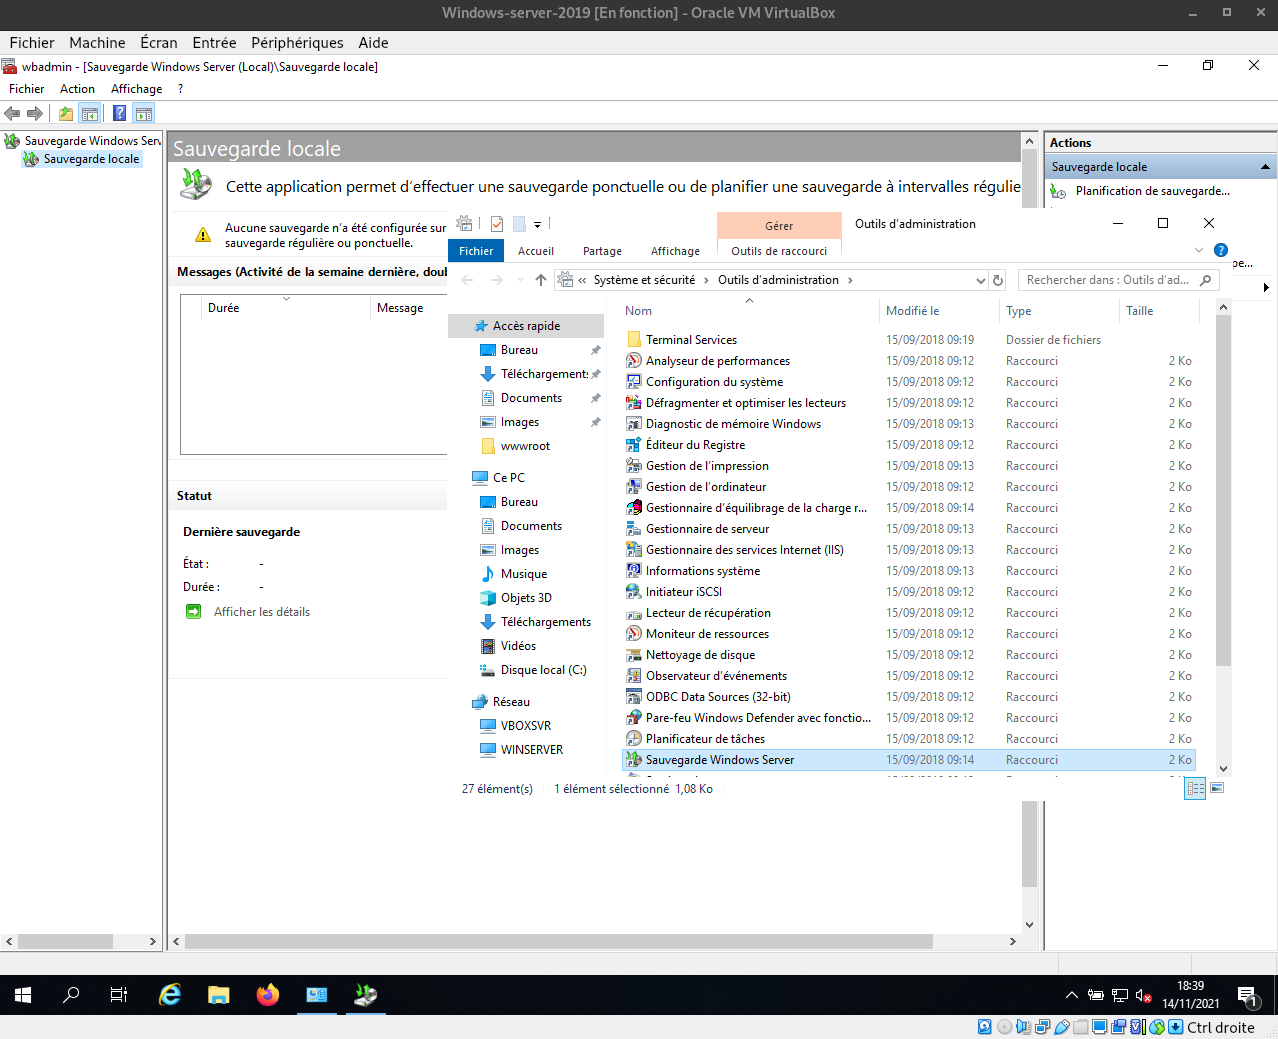 Windows-server-2019 [En fonction] - Oracle VM VirtualBox
Fichier Machine Écran Entrée Périphériques Aide
wbadmin - [Sauvegarde Windows Server (Local)\Sauvegarde locale]
Fichier Action Affichage ?
Sauvegarde Windows Serv
Sauvegarde locale
Sauvegarde locale
Cette application permet d'effectuer une sauvegarde ponctuelle ou de planifier une sauvegarde à intervalles régulie
Aucune sauvegarde n'a été configurée sur
sauvegarde régulière ou ponctuelle.
Messages (Activité de la semaine dernière, doub
Durée Message
Statut
Dernière sauvegarde
État : -
Durée : -
Afficher les détails
Actions
Sauvegarde locale
Planification de sauvegarde...
pe...
Gérer Outils d'administration
Fichier Accueil Partage Affichage Outils de raccourci
« Système et sécurité > Outils d'administration >
Rechercher dans : Outils d'ad...
Accès rapide
Bureau
Téléchargements
Documents
Images
wwwroot
Ce PC
Bureau
Documents
Images
Musique
Objets 3D
Téléchargements
Vidéos
Disque local (C:)
Réseau
VBOXSVR
WINSERVER
Nom Modifié le Type Taille
Terminal Services 15/09/2018 09:19 Dossier de fichiers
Analyseur de performances 15/09/2018 09:12 Raccourci 2 Ko
Configuration du système 15/09/2018 09:12 Raccourci 2 Ko
Défragmenter et optimiser les lecteurs 15/09/2018 09:12 Raccourci 2 Ko
Diagnostic de mémoire Windows 15/09/2018 09:13 Raccourci 2 Ko
Éditeur du Registre 15/09/2018 09:12 Raccourci 2 Ko
Gestion de l'impression 15/09/2018 09:13 Raccourci 2 Ko
Gestion de l'ordinateur 15/09/2018 09:12 Raccourci 2 Ko
Gestionnaire d'équilibrage de la charge r... 15/09/2018 09:14 Raccourci 2 Ko
Gestionnaire de serveur 15/09/2018 09:13 Raccourci 2 Ko
Gestionnaire des services Internet (IIS) 15/09/2018 09:13 Raccourci 2 Ko
Informations système 15/09/2018 09:13 Raccourci 2 Ko
Initiateur iSCSI 15/09/2018 09:12 Raccourci 2 Ko
Lecteur de récupération 15/09/2018 09:12 Raccourci 2 Ko
Moniteur de ressources 15/09/2018 09:12 Raccourci 2 Ko
Nettoyage de disque 15/09/2018 09:12 Raccourci 2 Ko
Observateur d'événements 15/09/2018 09:12 Raccourci 2 Ko
ODBC Data Sources (32-bit) 15/09/2018 09:12 Raccourci 2 Ko
Pare-feu Windows Defender avec fonctio... 15/09/2018 09:12 Raccourci 2 Ko
Planificateur de tâches 15/09/2018 09:12 Raccourci 2 Ko
Sauvegarde Windows Server 15/09/2018 09:14 Raccourci 2 Ko
27 élément(s) 1 élément sélectionné 1,08 Ko
18:39
14/11/2021
1
Ctrl droite